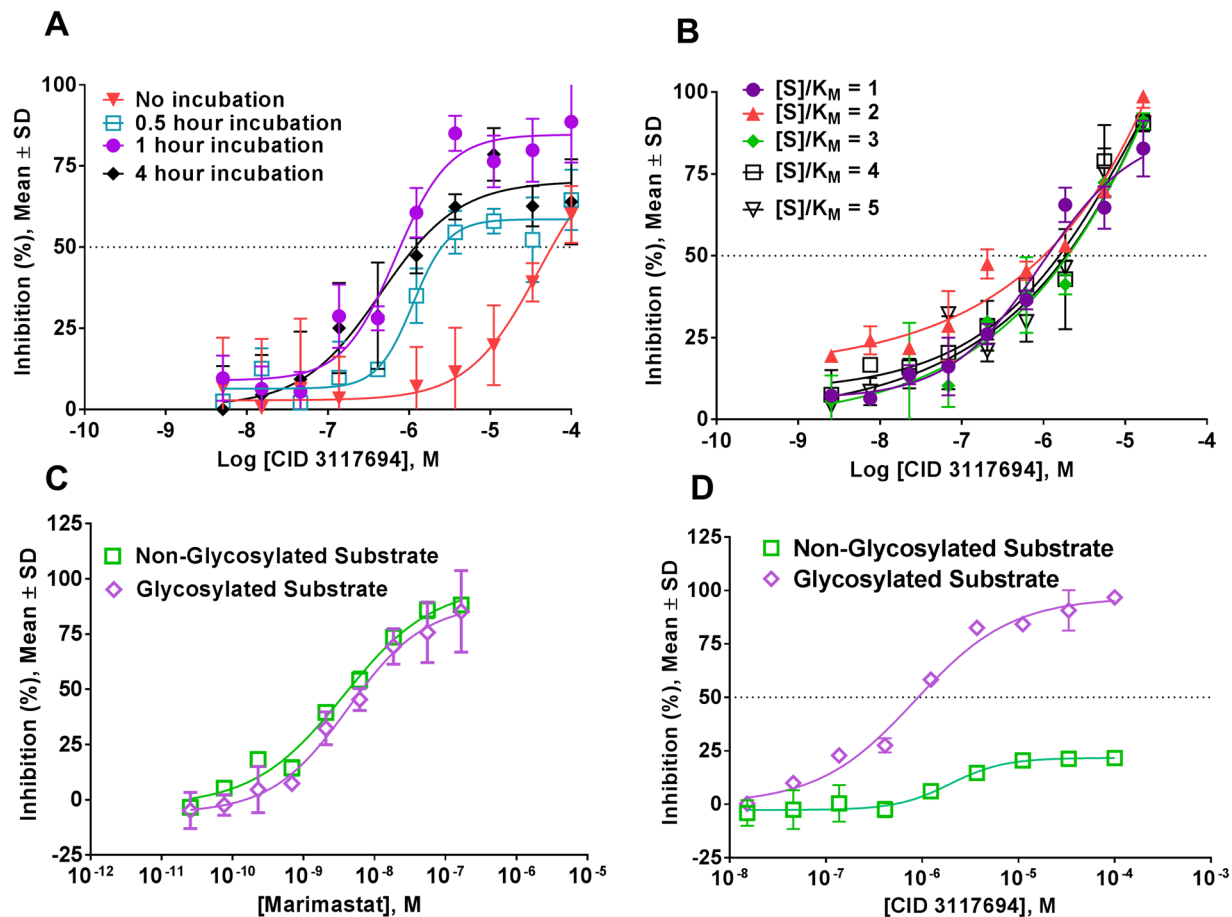 A
Inhibition (%), Mean ± SD
100
75
50
25
0
No incubation
0.5 hour incubation
1 hour incubation
4 hour incubation
-10 -9 -8 -7 -6 -5 -4
Log [CID 3117694], M
B
Inhibition (%), Mean ± SD
100
75
50
25
0
[S]/KM = 1
[S]/KM = 2
[S]/KM = 3
[S]/KM = 4
[S]/KM = 5
-10 -9 -8 -7 -6 -5 -4
Log [CID 3117694], M
C
Inhibition (%), Mean ± SD
125
100
75
50
25
0
-25
Non-Glycosylated Substrate
Glycosylated Substrate
10-12 10-11 10-10 10-9 10-8 10-7 10-6 10-5
[Marimastat], M
D
Inhibition (%), Mean ± SD
125
100
75
50
25
0
-25
Non-Glycosylated Substrate
Glycosylated Substrate
10-8 10-7 10-6 10-5 10-4 10-3
[CID 3117694], M